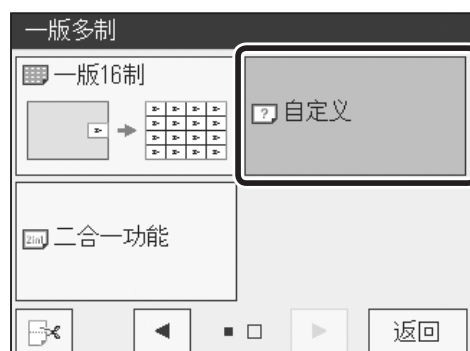 一版多制
一版16制
自定义
二合一功能
返回